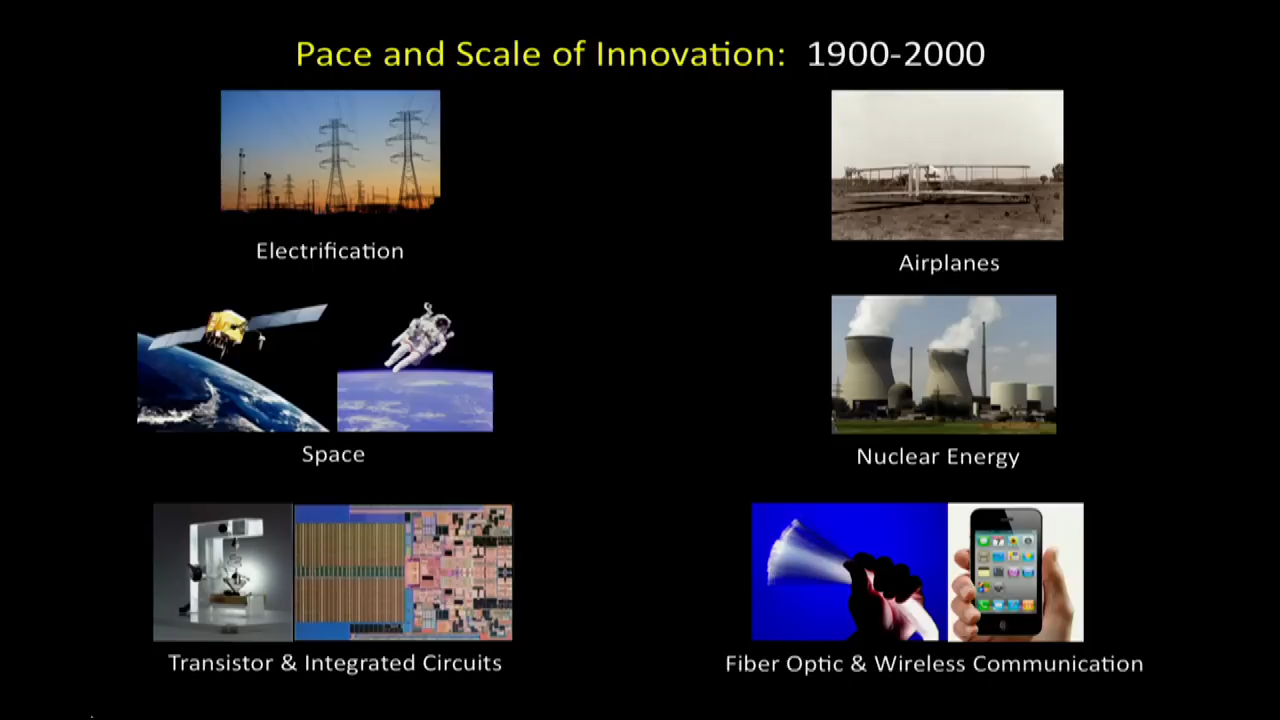 Pace and Scale of Innovation: 1900-2000
Electrification
Airplanes
Space
Nuclear Energy
Transistor & Integrated Circuits
Fiber Optic & Wireless Communication